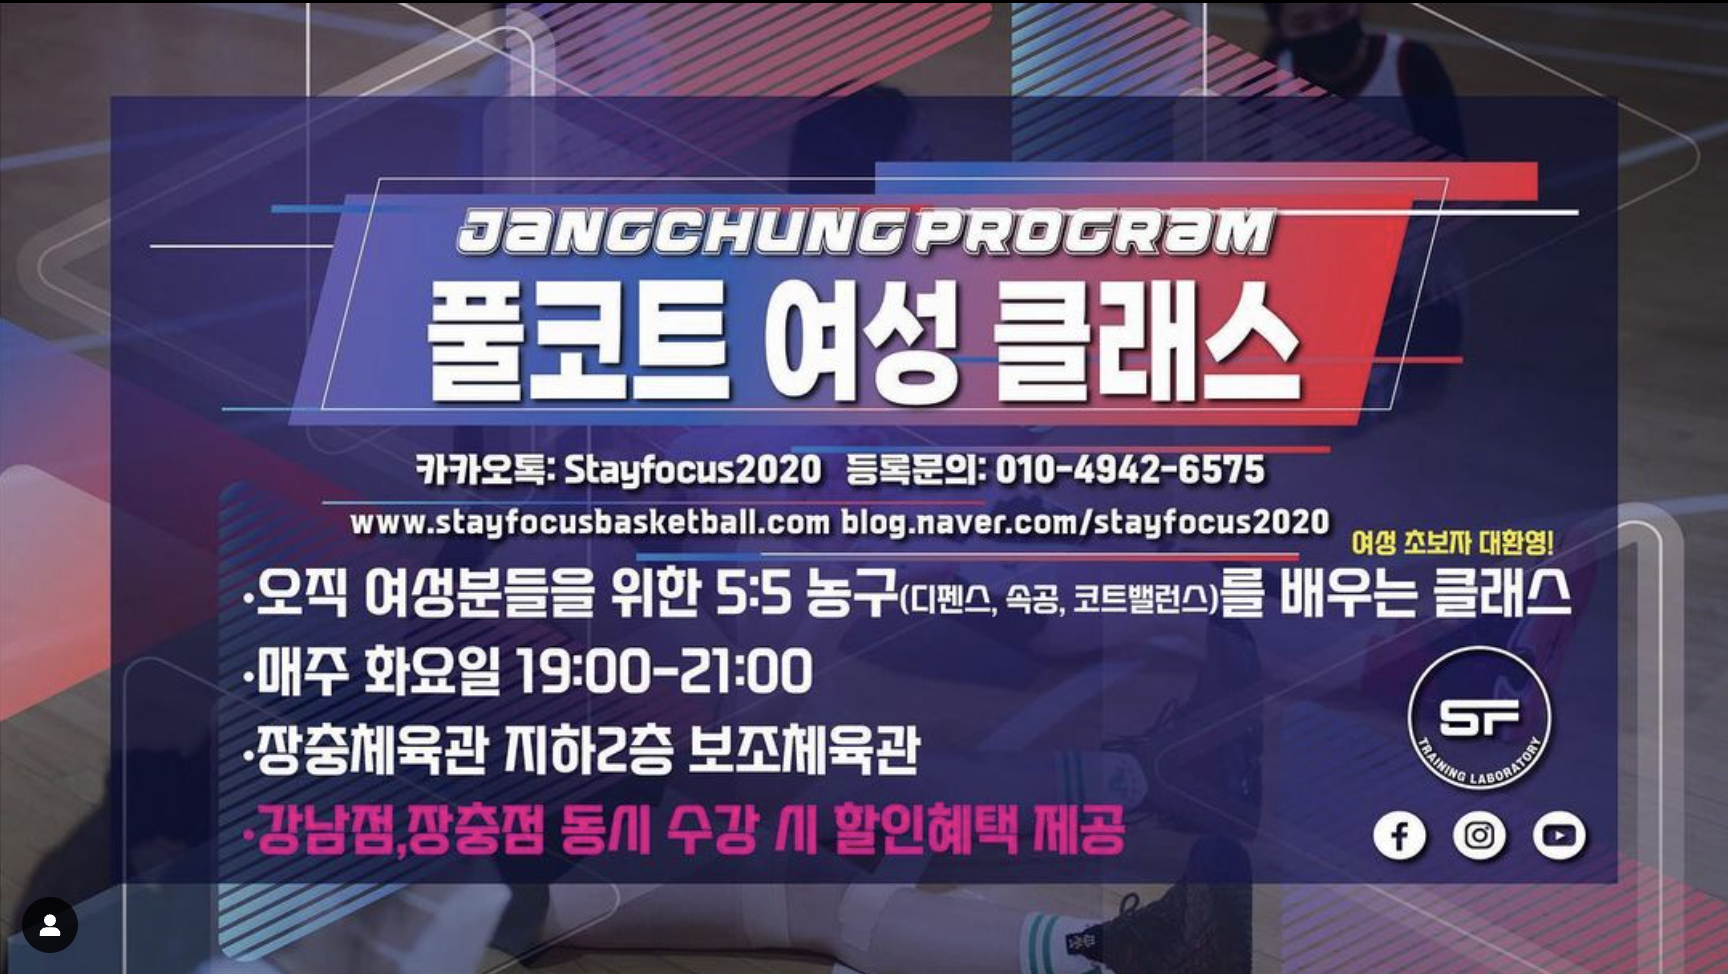 JANGCHUNG PROGRAM
풀코트 여성 클래스
카카오톡: Stayfocus2020 등록문의: 010-4942-6575
www.stayfocusbasketball.com blog.naver.com/stayfocus2020
여성 초보자 대환영!
·오직 여성분들을 위한 5:5 농구(디펜스, 속공, 코트밸런스)를 배우는 클래스
·매주 화요일 19:00-21:00
·장충체육관 지하2층 보조체육관
·강남점,장충점 동시 수강 시 할인혜택 제공
SF
TRAINING LABORATORY